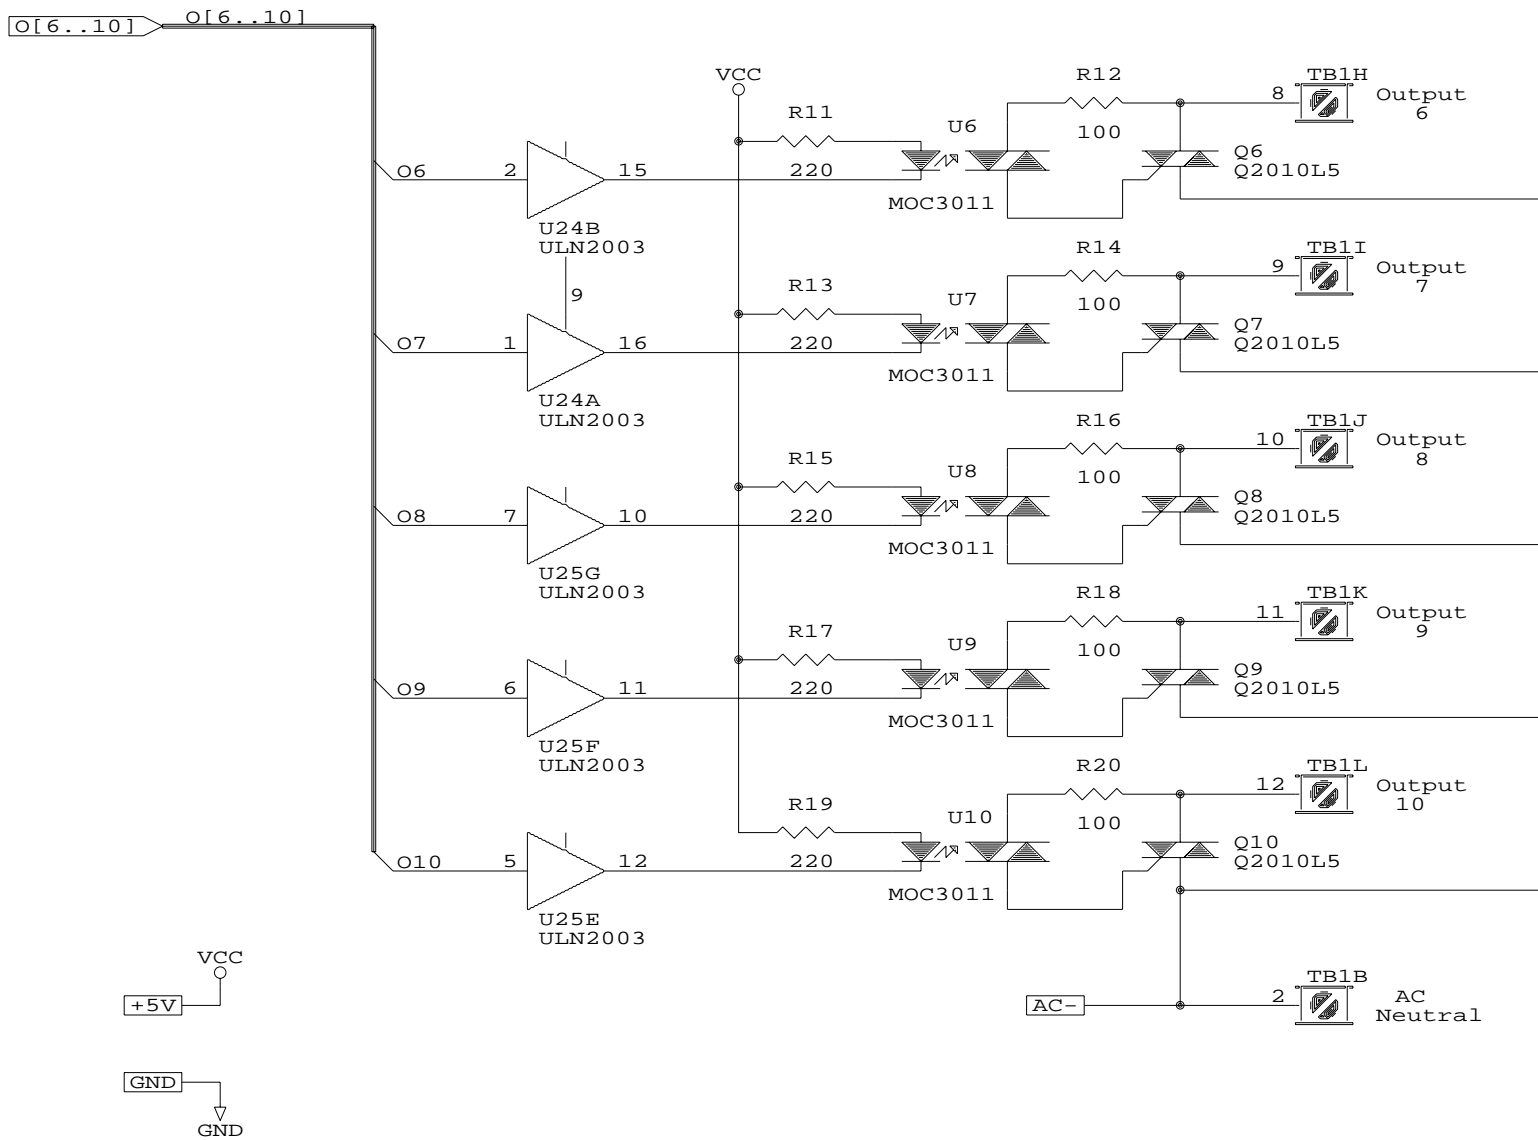 O[6..10] O[6..10]
VCC
R11
220
O6 2 15
U24B
ULN2003
U6
MOC3011
R12
100
8 TB1H Output
6
Q6
Q2010L5
9
R13
220
O7 1 16
U24A
ULN2003
U7
MOC3011
R14
100
9 TB1I Output
7
Q7
Q2010L5
R15
220
O8 7 10
U25G
ULN2003
U8
MOC3011
R16
100
10 TB1J Output
8
Q8
Q2010L5
R17
220
O9 6 11
U25F
ULN2003
U9
MOC3011
R18
100
11 TB1K Output
9
Q9
Q2010L5
R19
220
O10 5 12
U25E
ULN2003
U10
MOC3011
R20
100
12 TB1L Output
10
Q10
Q2010L5
VCC
+5V
AC-
2 TB1B AC
Neutral
GND
GND